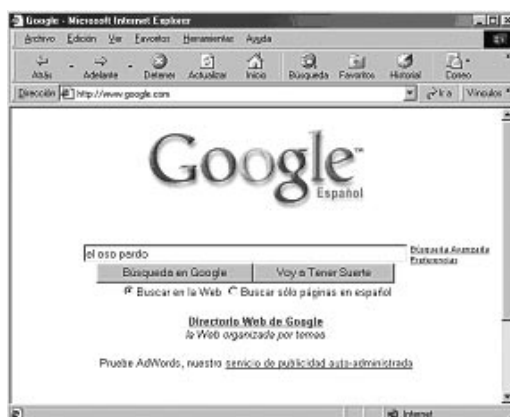 Google - Microsoft Internet Explorer
Archivo Edición Ver Favoritos Herramientas Ayuda
Atrás Adelante Detener Actualizar Inicio Búsqueda Favoritos Historial Correo
Dirección http://www.google.com Ir a Vínculos
Google™
Español
el oso pardo
Búsqueda Avanzada
Preferencias
Búsqueda en Google Voy a Tener Suerte
Buscar en la Web Buscar sólo páginas en español
Directorio Web de Google
la Web organizada por temas
Pruebe AdWords, nuestro servicio de publicidad auto-administrada
Internet